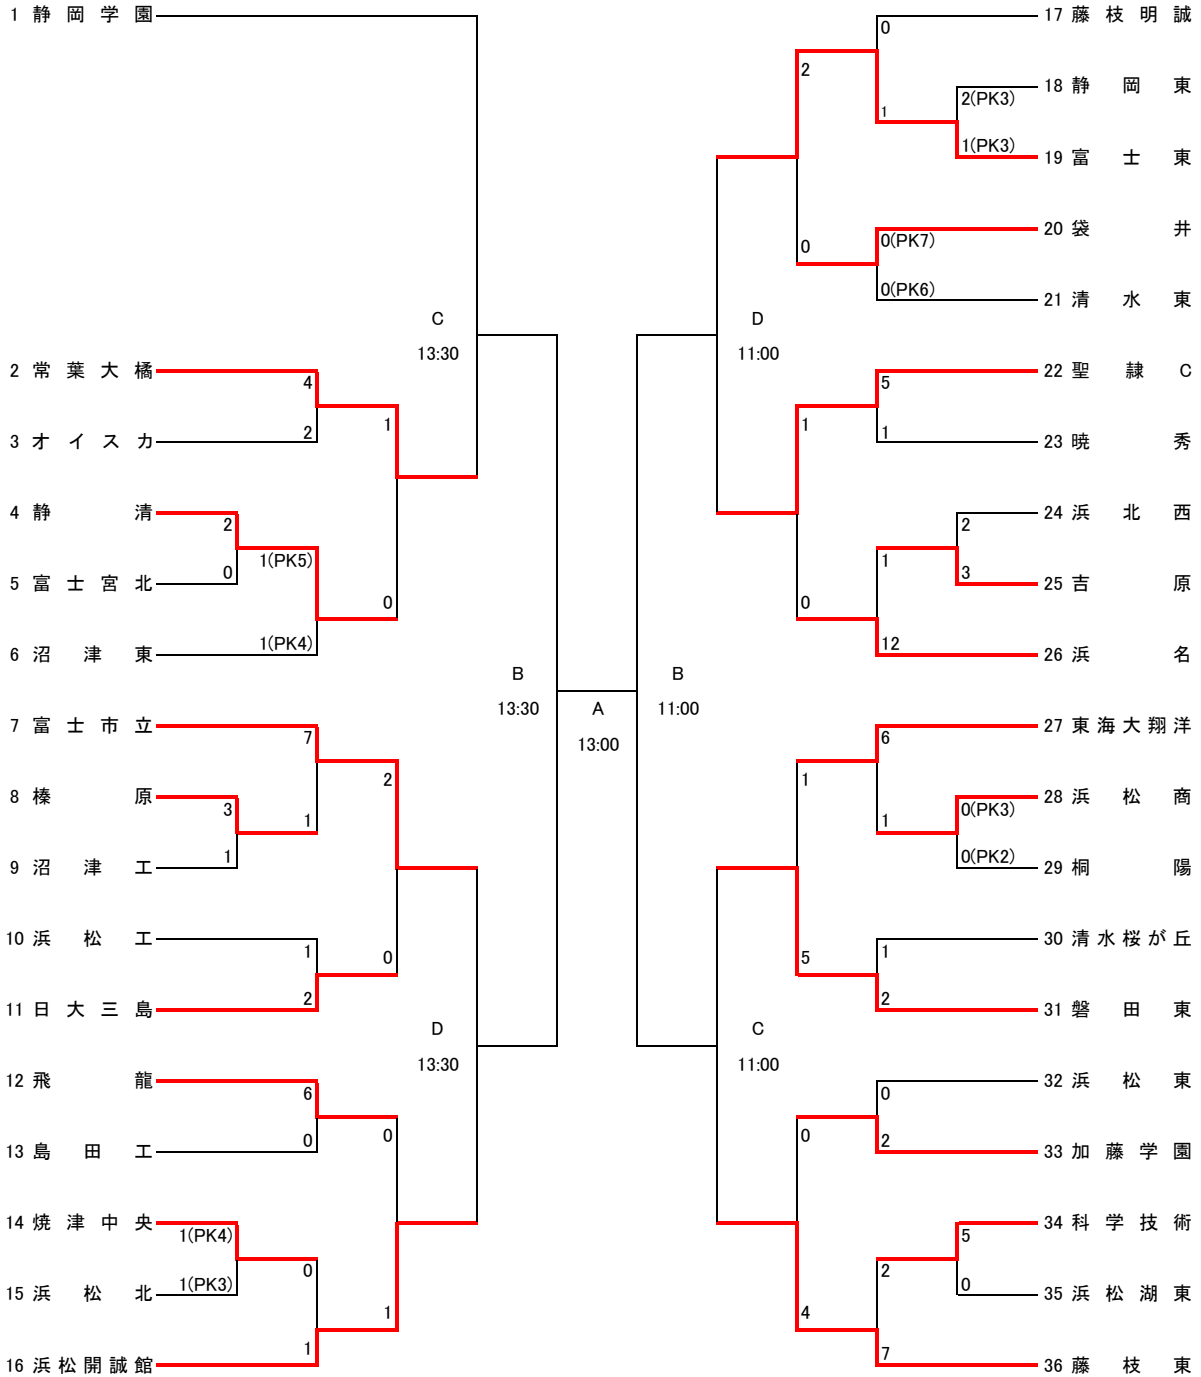 1 静岡学園
C
13:30
2 常葉大橘
4
3 オイスカ
2
1
4 静清
2
5 富士宮北
0
1(PK5)
6 沼津東
1(PK4)
0
B
13:30
7 富士市立
7
8 榛原
3
9 沼津工
1
1
2
10 浜松工
1
11 日大三島
2
0
D
13:30
12 飛龍
6
13 島田工
0
0
14 焼津中央
1(PK4)
15 浜松北
1(PK3)
0
16 浜松開誠館
1
1
A
13:00
17 藤枝明誠
0
18 静岡東
2(PK3)
19 富士東
1(PK3)
1
2
20 袋井
0(PK7)
21 清水東
0(PK6)
0
D
11:00
22 聖隷C
5
23 暁秀
1
1
24 浜北西
2
25 吉原
3
1
26 浜名
12
0
B
11:00
27 東海大翔洋
6
28 浜松商
0(PK3)
29 桐陽
0(PK2)
1
1
30 清水桜が丘
1
31 磐田東
2
5
C
11:00
32 浜松東
0
33 加藤学園
2
0
34 科学技術
5
35 浜松湖東
0
2
36 藤枝東
7
4